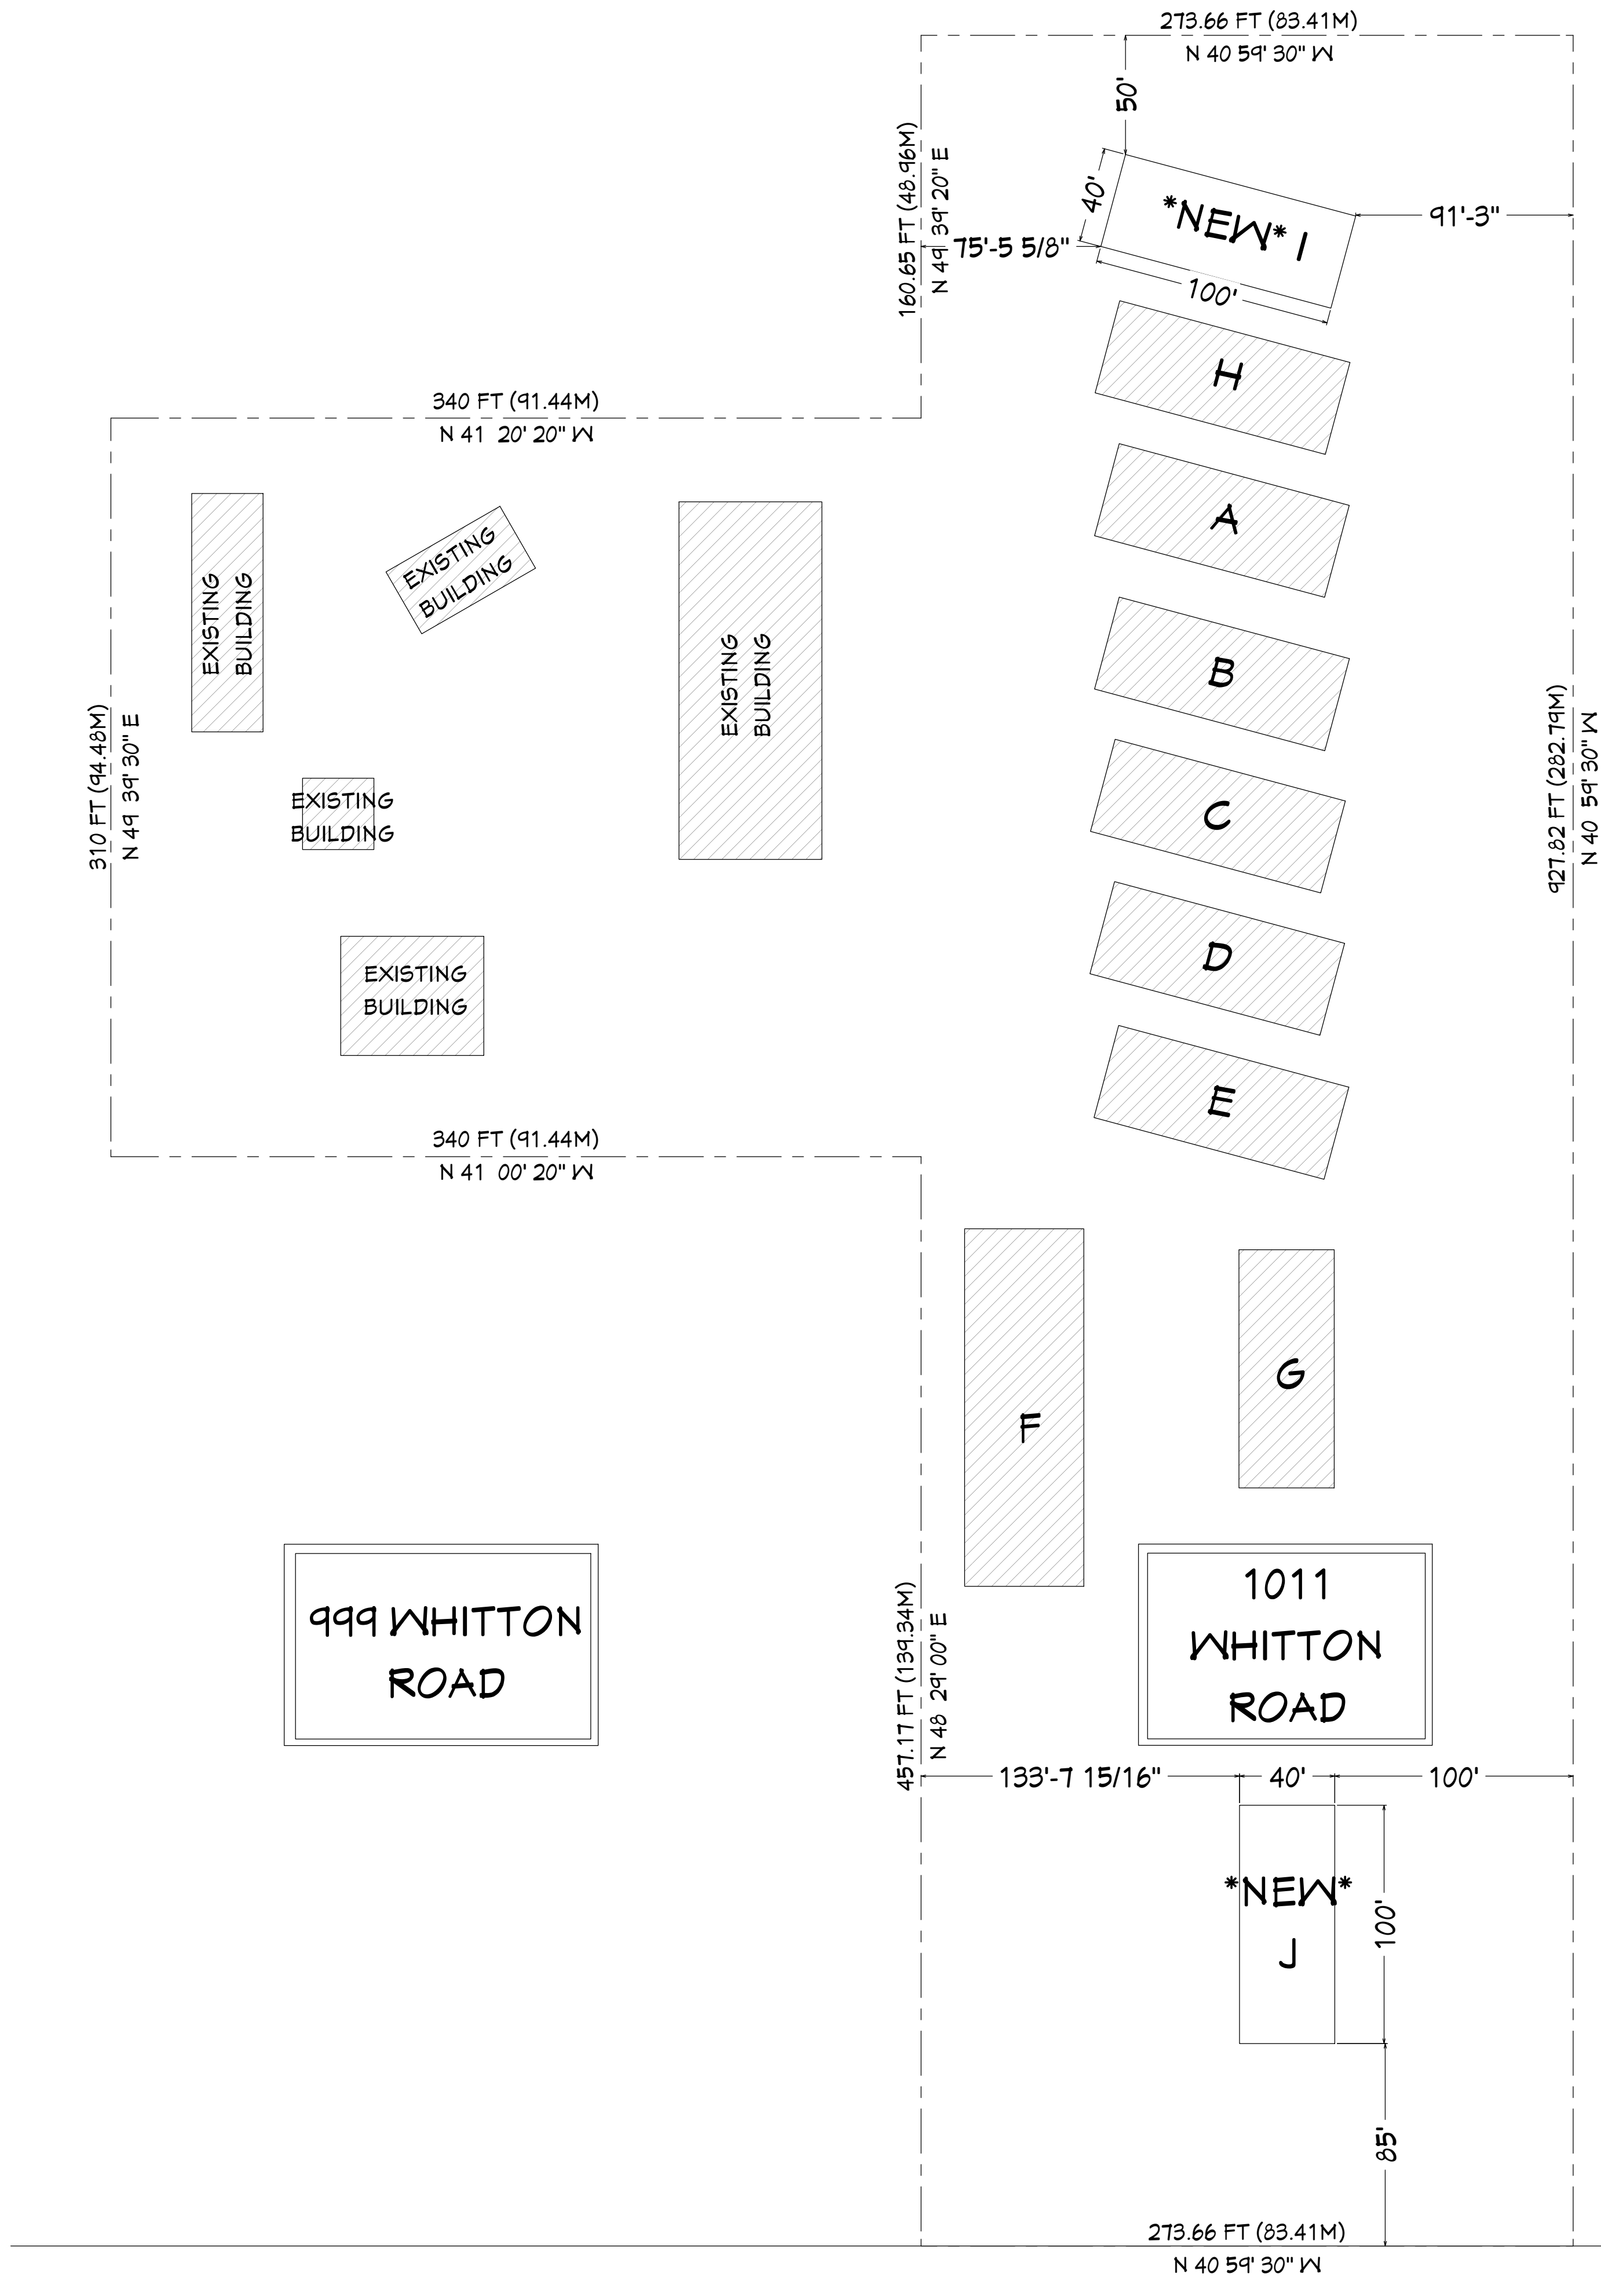 273.66 FT (83.41M)
N 40 59' 30" W
50'
160.65 FT (48.96M)
N 49 39' 20" E
40'
*NEW* I
91'-3"
75'-5 5/8"
100'
H
340 FT (91.44M)
N 41 20' 20" W
A
EXISTING
BUILDING
EXISTING
BUILDING
EXISTING
BUILDING
B
310 FT (94.48M)
N 49 39' 30" E
927.82 FT (282.79M)
N 40 59' 30" W
EXISTING
BUILDING
C
EXISTING
BUILDING
D
E
340 FT (91.44M)
N 41 00' 20" W
F
G
999 WHITTON
ROAD
457.17 FT (139.34M)
N 48 29' 00" E
1011
WHITTON
ROAD
133'-7 15/16"
40'
100'
*NEW*
J
100'
85'
273.66 FT (83.41M)
N 40 59' 30" W